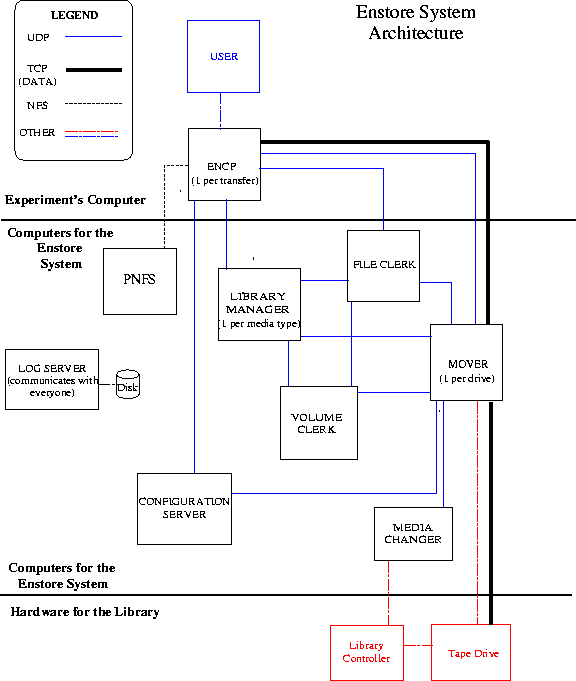 Enstore System
Architecture
LEGEND
UDP
TCP
(DATA)
NFS
OTHER
USER
ENCP
(1 per transfer)
Experiment's Computer
Computers for the
Enstore
System
PNFS
FILE CLERK
LIBRARY
MANAGER
(1 per media type)
MOVER
(1 per drive)
LOG SERVER
(communicates with
everyone)
Disk
VOLUME
CLERK
CONFIGURATION
SERVER
MEDIA
CHANGER
Computers for the
Enstore System
Hardware for the Library
Library
Controller
Tape Drive